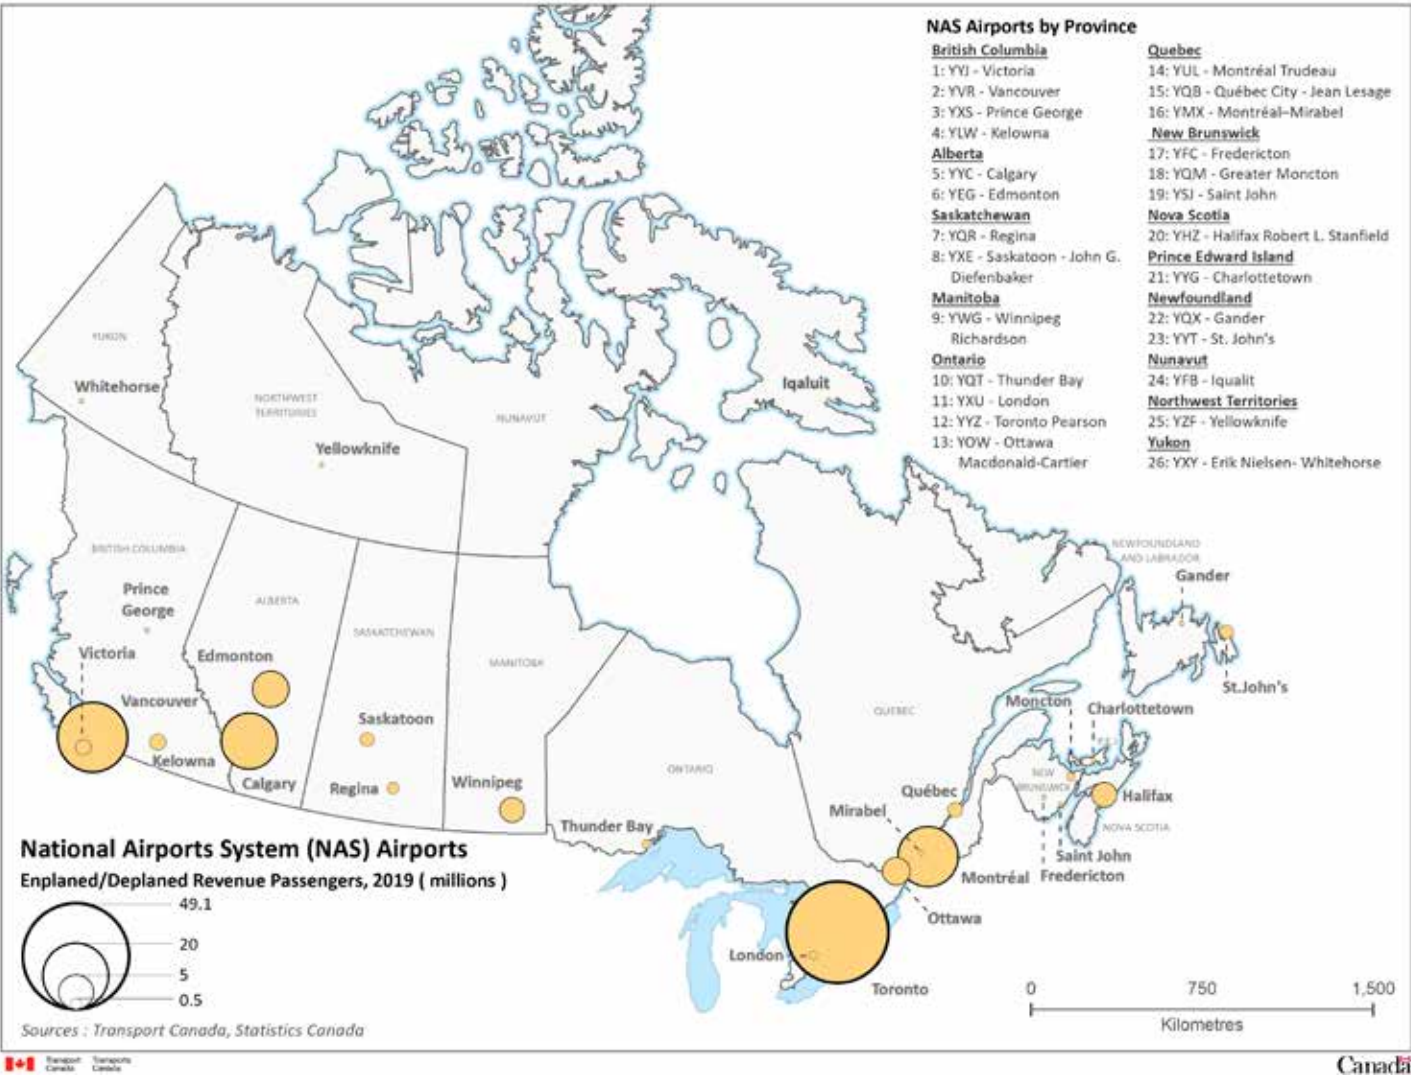 NAS Airports by Province
British Columbia
1: YYJ - Victoria
2: YVR - Vancouver
3: YXS - Prince George
4: YLW - Kelowna
Alberta
5: YYC - Calgary
6: YEG - Edmonton
Saskatchewan
7: YQR - Regina
8: YXE - Saskatoon - John G.
Diefenbaker
Manitoba
9: YWG - Winnipeg
Richardson
Ontario
10: YQT - Thunder Bay
11: YXU - London
12: YYZ - Toronto Pearson
13: YOW - Ottawa
Macdonald-Cartier
Quebec
14: YUL - Montréal Trudeau
15: YQB - Québec City - Jean Lesage
16: YMX - Montréal–Mirabel
New Brunswick
17: YFC - Fredericton
18: YQM - Greater Moncton
19: YSJ - Saint John
Nova Scotia
20: YHZ - Halifax Robert L. Stanfield
Prince Edward Island
21: YYG - Charlottetown
Newfoundland
22: YQX - Gander
23: YYT - St. John's
Nunavut
24: YFB - Iqualit
Northwest Territories
25: YZF - Yellowknife
Yukon
26: YXY - Erik Nielsen- Whitehorse
YUKON
Whitehorse
NORTHWEST
TERRITORIES
Yellowknife
NUNAVUT
Iqaluit
BRITISH COLUMBIA
Prince
George
Victoria
Vancouver
Kelowna
ALBERTA
Edmonton
Calgary
SASKATCHEWAN
Saskatoon
Regina
MANITOBA
Winnipeg
ONTARIO
Thunder Bay
London
Toronto
Ottawa
QUEBEC
Québec
Mirabel
Montréal
NEWFOUNDLAND
AND LABRADOR
Gander
St.John's
Moncton
Charlottetown
NEW
BRUNSWICK
Halifax
NOVA SCOTIA
Saint John
Fredericton
National Airports System (NAS) Airports
Enplaned/Deplaned Revenue Passengers, 2019 ( millions )
49.1
20
5
0.5
Sources : Transport Canada, Statistics Canada
0 750 1,500
Kilometres
Transport Transports
Canada Canada
Canada